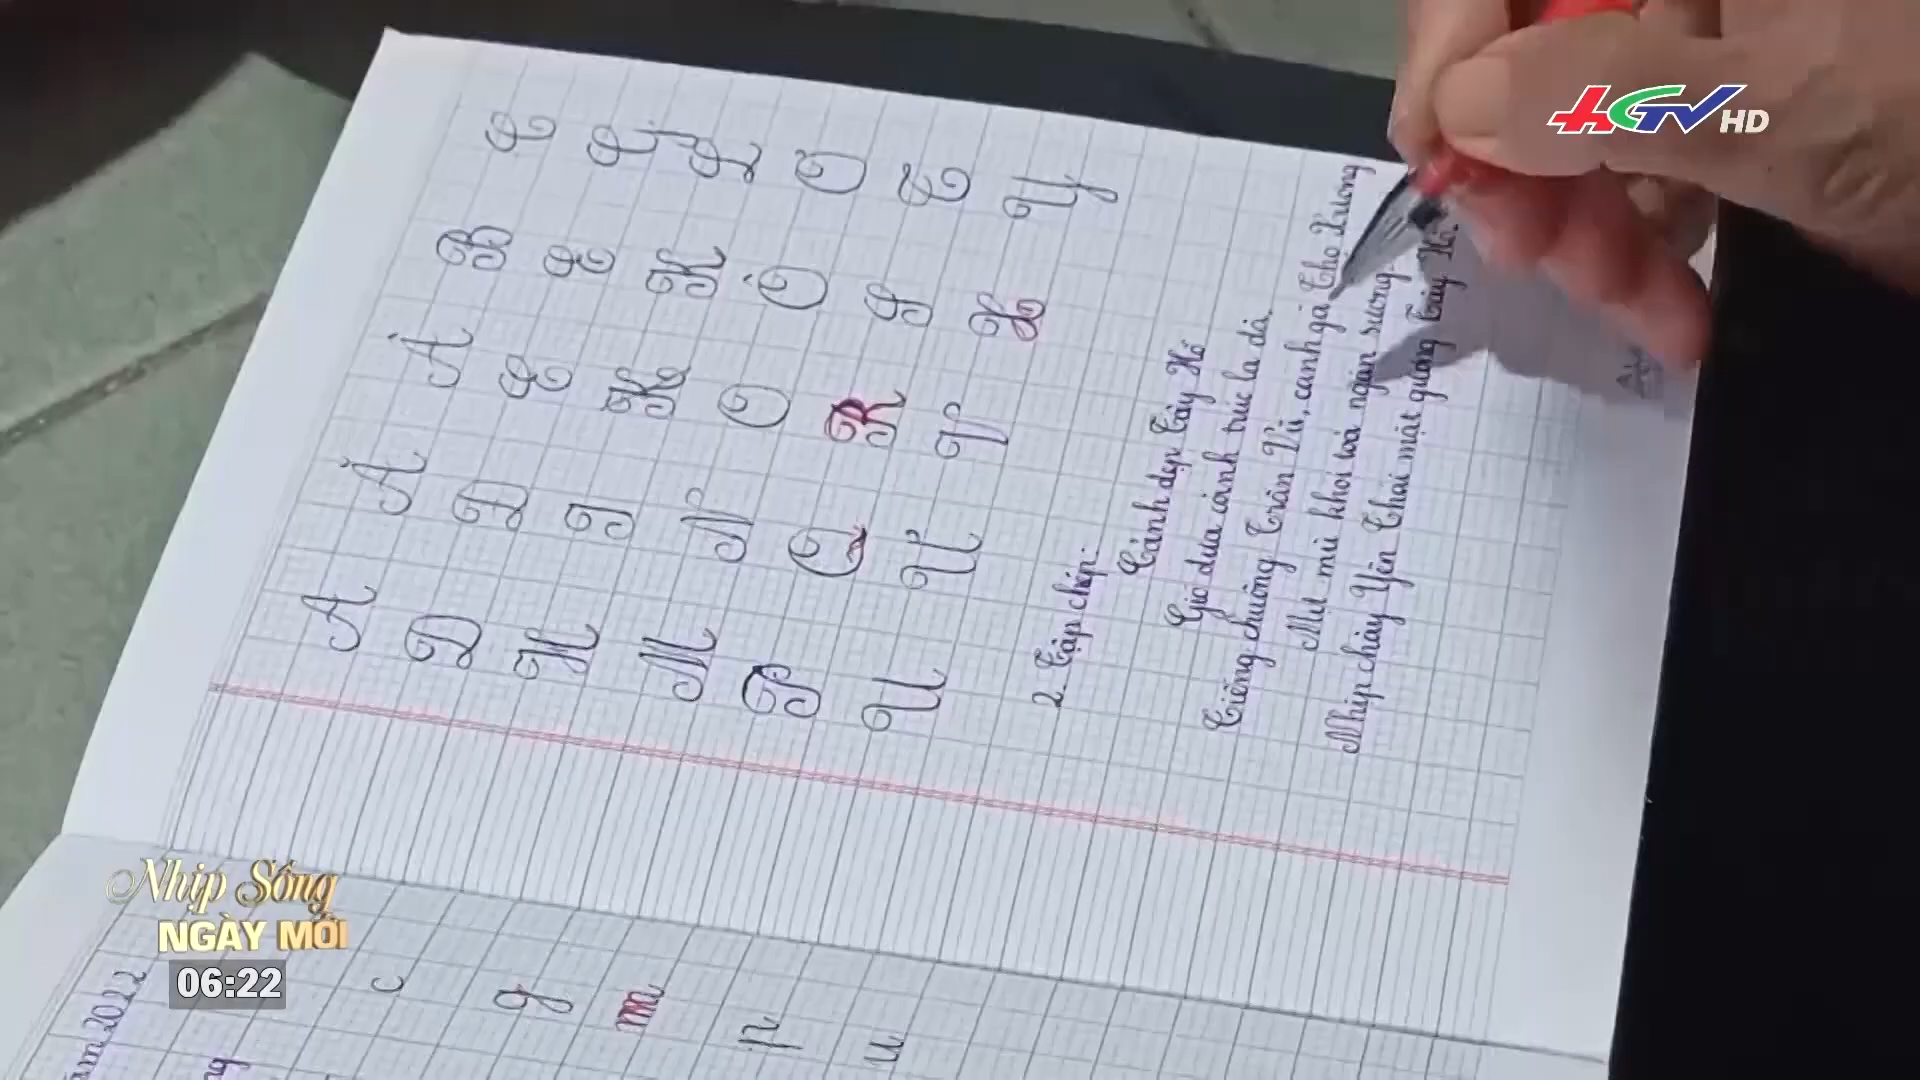 A Ă Â B C
D Đ E Ê
H I K K L
M N O Ô Ơ
P Q R S T
U Ư V X Y
2. Tập chép:
Cảnh đẹp Tây Hồ
Gió đưa cành trúc la đà,
Tiếng chuông Trấn Vũ, canh gà Thọ Xương
Mịt mù khói toả ngàn sương
Nhịp chày Yên Thái mặt gương Tây Hồ.
2022
c
g
m
u
HGTV HD
Nhịp Sống
NGÀY MỚI
06:22